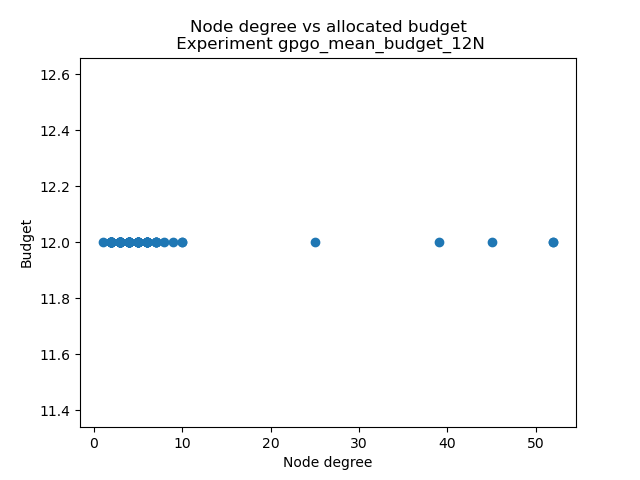 Node degree vs allocated budget
Experiment gpgo_mean_budget_12N
12.6
12.4
12.2
12.0
11.8
11.6
11.4
Budget
0 10 20 30 40 50
Node degree